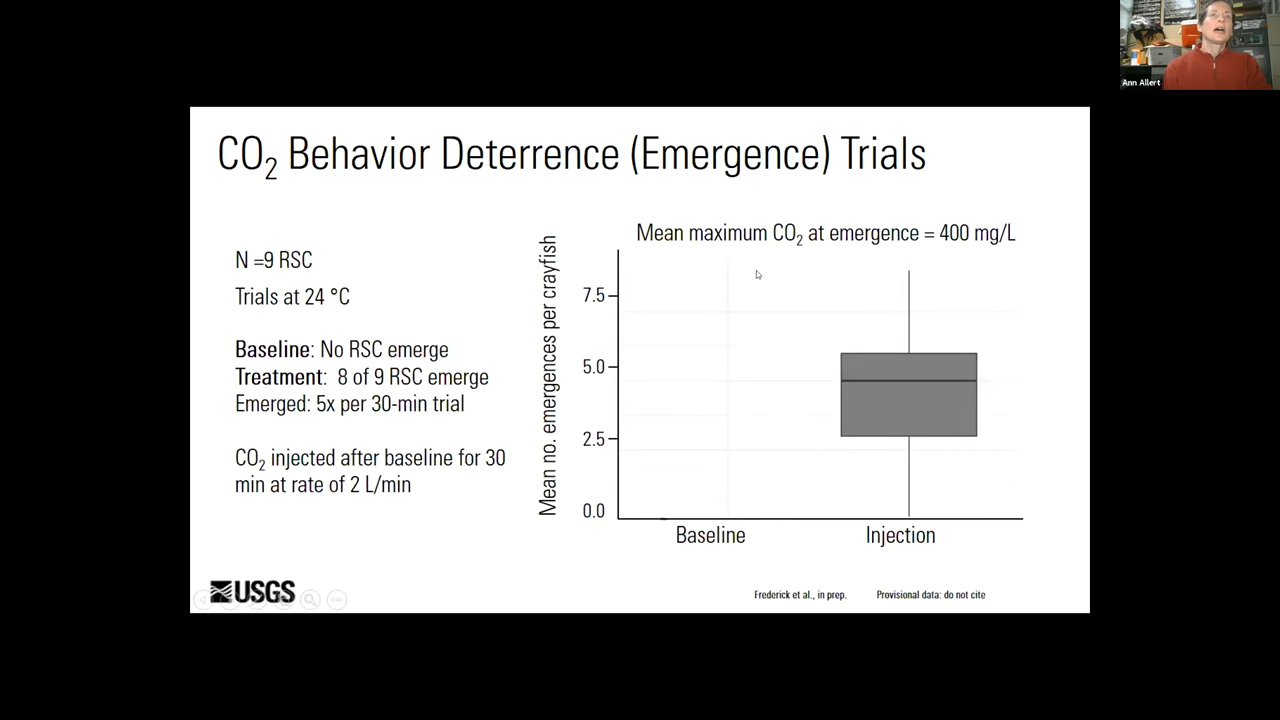 Ann Allert
CO₂ Behavior Deterrence (Emergence) Trials
N =9 RSC
Trials at 24 °C
Baseline: No RSC emerge
Treatment: 8 of 9 RSC emerge
Emerged: 5x per 30-min trial
CO₂ injected after baseline for 30
min at rate of 2 L/min
Mean maximum CO₂ at emergence = 400 mg/L
Mean no. emergences per crayfish
7.5
5.0
2.5
0.0
Baseline
Injection
USGS
Frederick et al., in prep.
Provisional data: do not cite